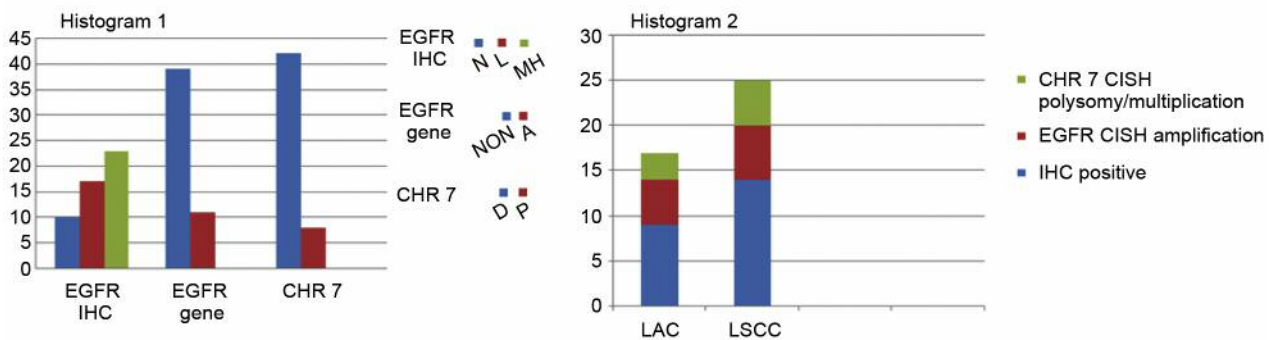 Histogram 1
45
40
35
30
25
20
15
10
5
0
EGFR
IHC
EGFR
gene
CHR 7
EGFR
IHC
N L MH
EGFR
gene
NON A
CHR 7
D P
Histogram 2
30
25
20
15
10
5
0
LAC
LSCC
CHR 7 CISH
polysomy/multiplication
EGFR CISH amplification
IHC positive